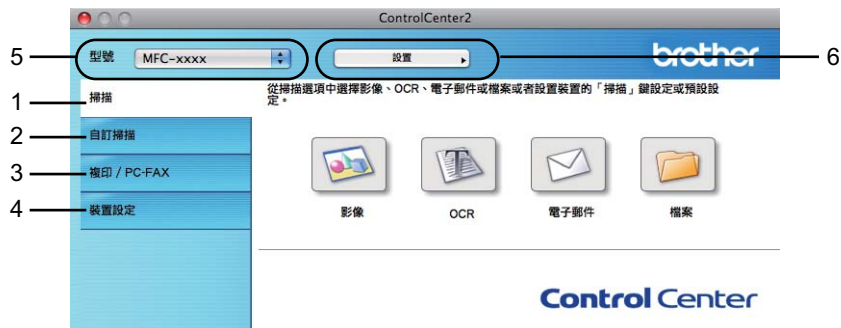 ControlCenter2
5
型號
MFC-xxxx
設置
brother
6
1
掃描
從掃描選項中選擇影像、OCR、電子郵件或檔案或者設置裝置的「掃描」鍵設定或預設設
定。
2
自訂掃描
3
複印 / PC-FAX
4
裝置設定
影像
OCR
電子郵件
檔案
Control Center